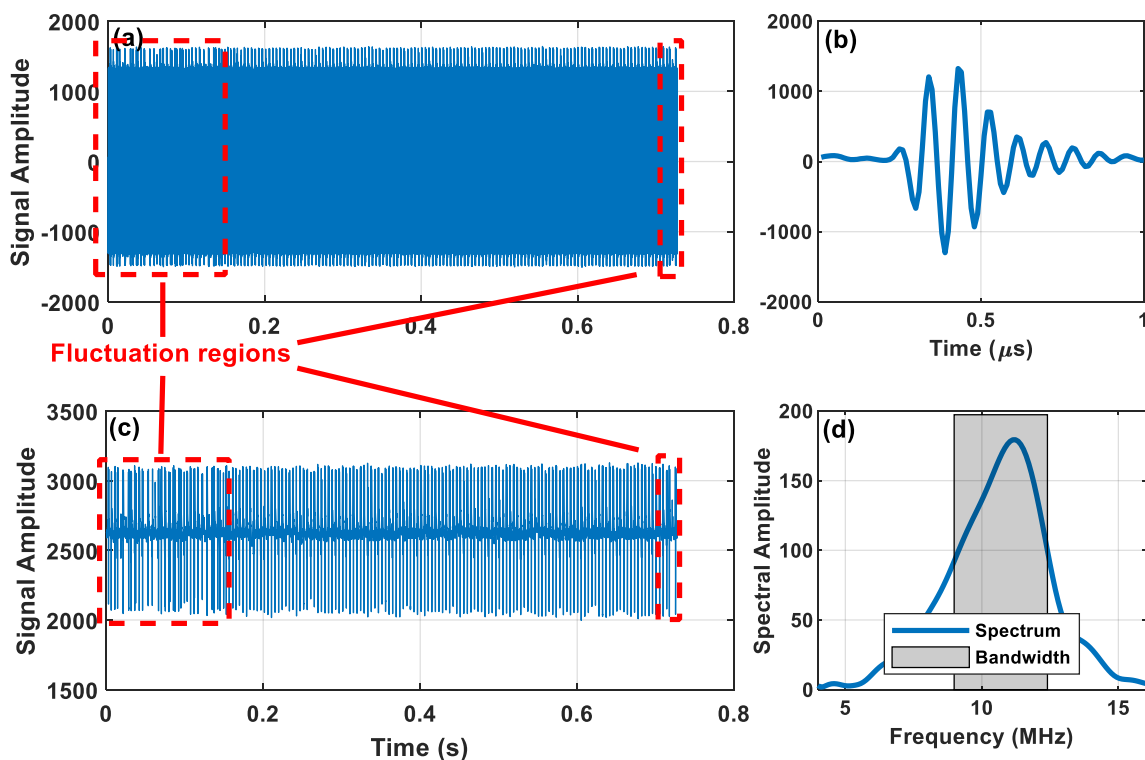 (a)
2000
1000
0
-1000
-2000
Signal Amplitude
0 0.2 0.4 0.6 0.8
(b)
2000
1000
0
-1000
-2000
0 0.5 1
Time (μs)
Fluctuation regions
(c)
3500
3000
2500
2000
1500
Signal Amplitude
0 0.2 0.4 0.6 0.8
Time (s)
(d)
200
150
100
50
0
Spectral Amplitude
Spectrum
Bandwidth
5 10 15
Frequency (MHz)